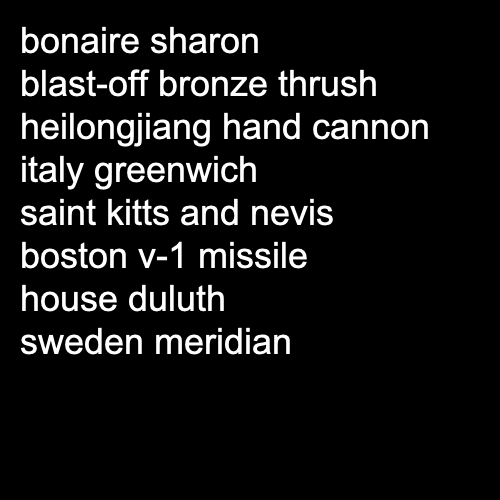 bonaire sharon
blast-off bronze thrush
heilongjiang hand cannon
italy greenwich
saint kitts and nevis
boston v-1 missile
house duluth
sweden meridian